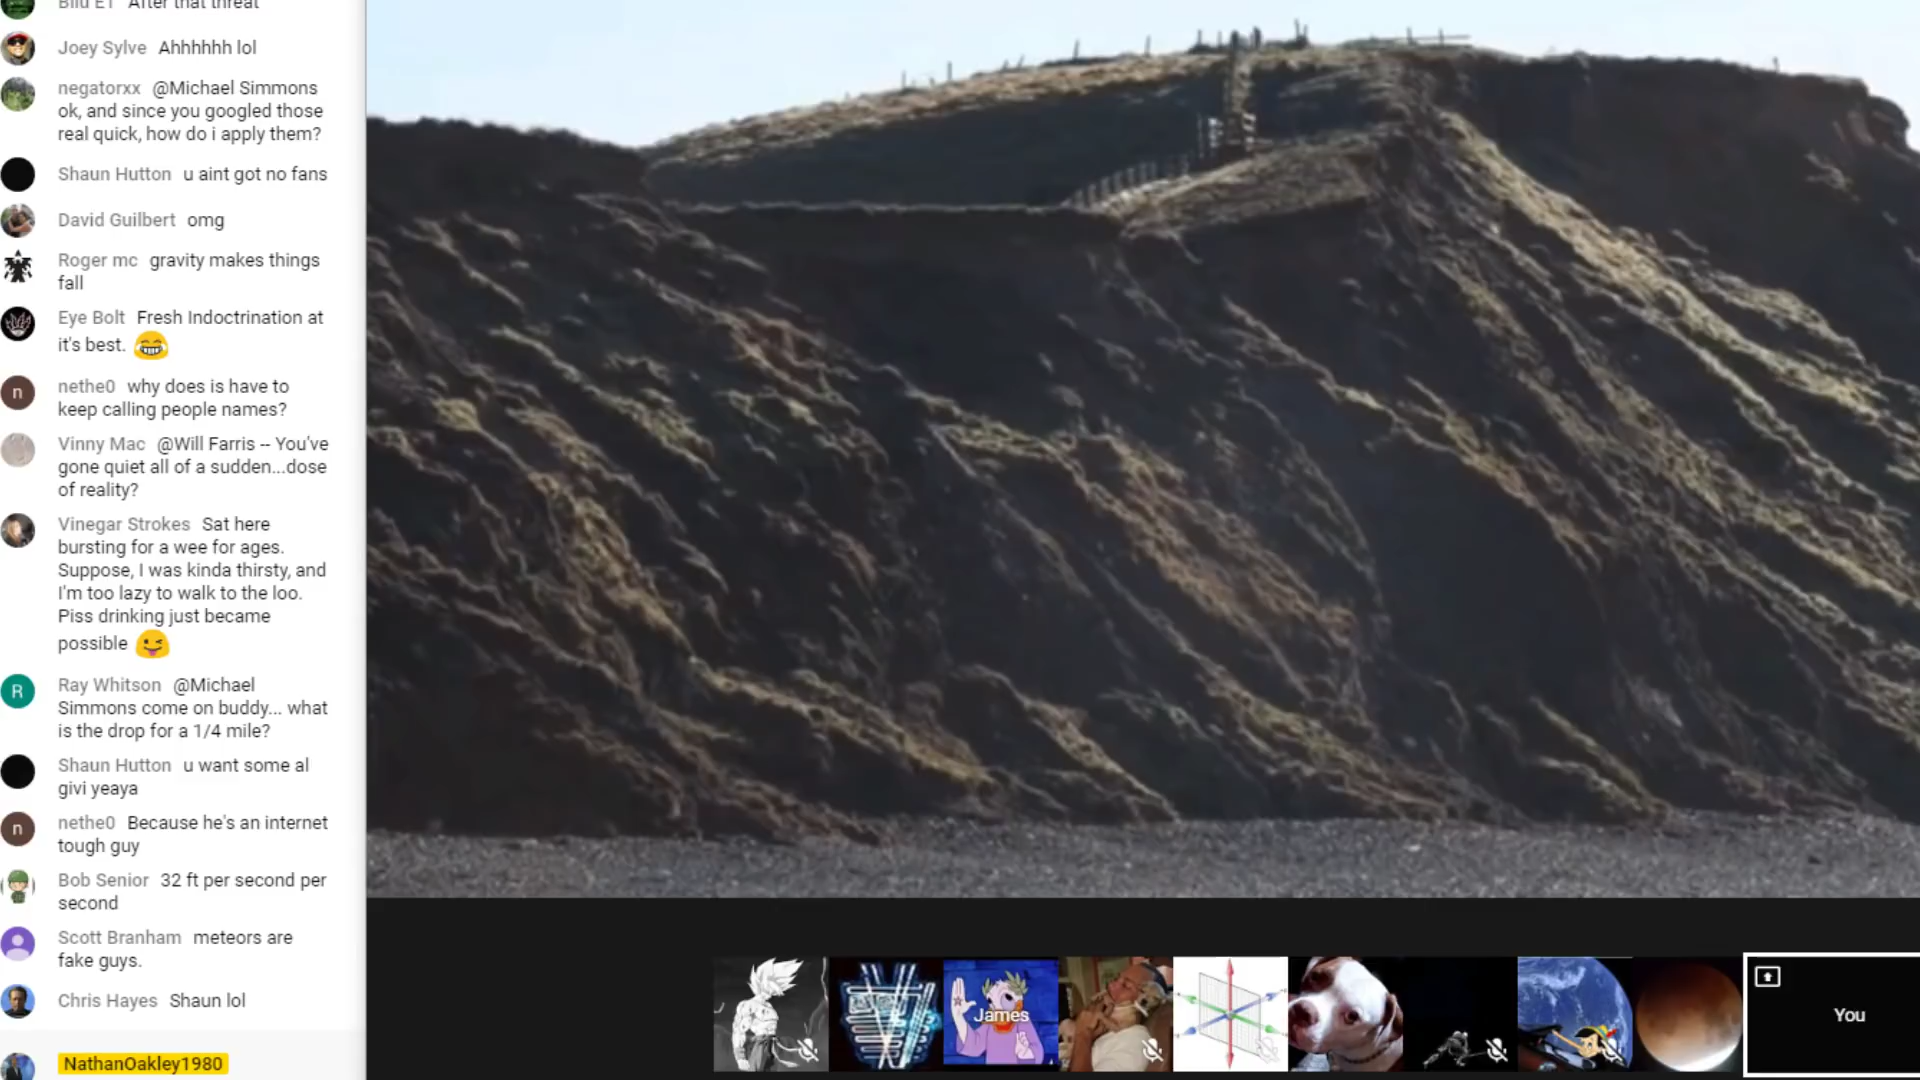 Bilu ET After that threat
Joey Sylve Ahhhhhh lol
negatorxx @Michael Simmons
ok, and since you googled those
real quick, how do i apply them?
Shaun Hutton u aint got no fans
David Guilbert omg
Roger mc gravity makes things
fall
Eye Bolt Fresh Indoctrination at
it's best. 😂
nethe0 why does is have to
keep calling people names?
Vinny Mac @Will Farris -- You've
gone quiet all of a sudden...dose
of reality?
Vinegar Strokes Sat here
bursting for a wee for ages.
Suppose, I was kinda thirsty, and
I'm too lazy to walk to the loo.
Piss drinking just became
possible 😜
R
Ray Whitson @Michael
Simmons come on buddy... what
is the drop for a 1/4 mile?
Shaun Hutton u want some al
givi yeaya
n
nethe0 Because he's an internet
tough guy
Bob Senior 32 ft per second per
second
Scott Branham meteors are
fake guys.
Chris Hayes Shaun lol
NathanOakley1980
James
You